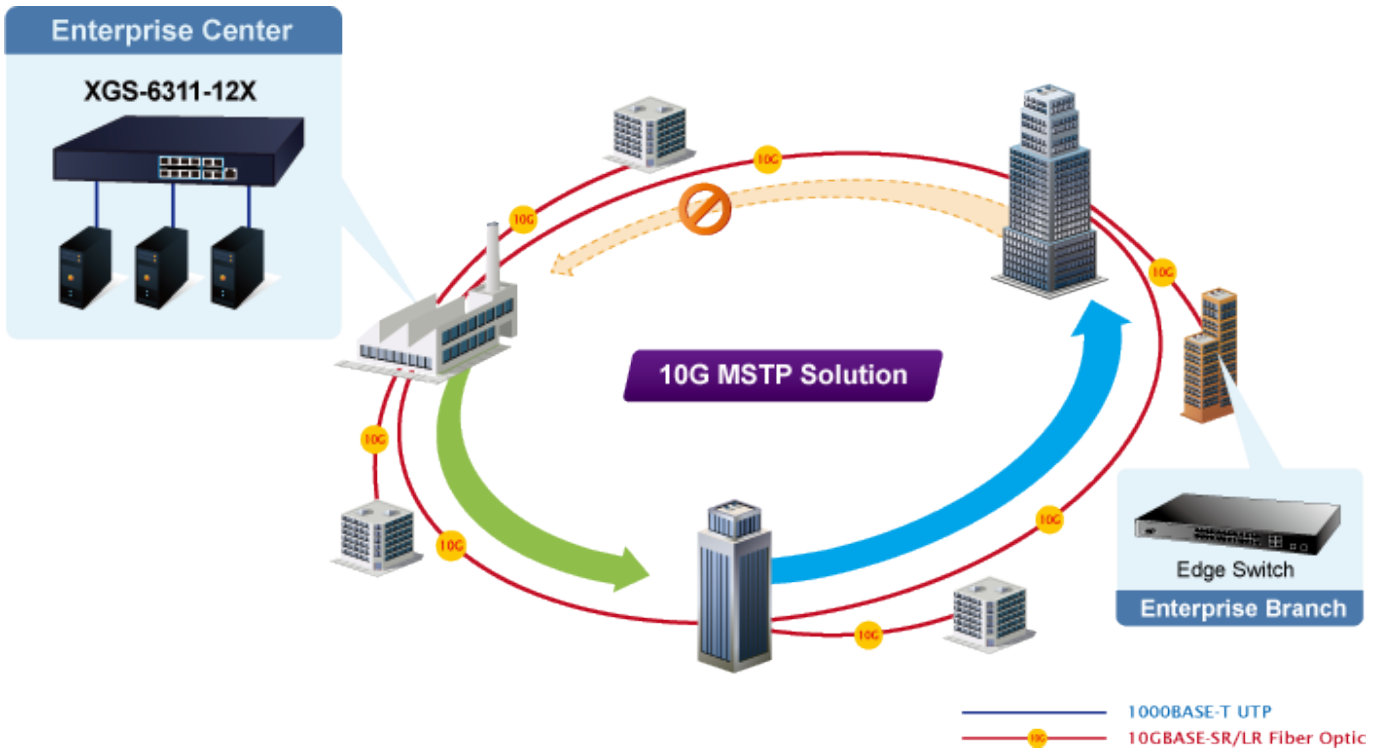 Enterprise Center
XGS-6311-12X
10G
10G
10G
10G MSTP Solution
10G
10G
10G
10G
Edge Switch
Enterprise Branch
1000BASE-T UTP
10G 10GBASE-SR/LR Fiber Optic